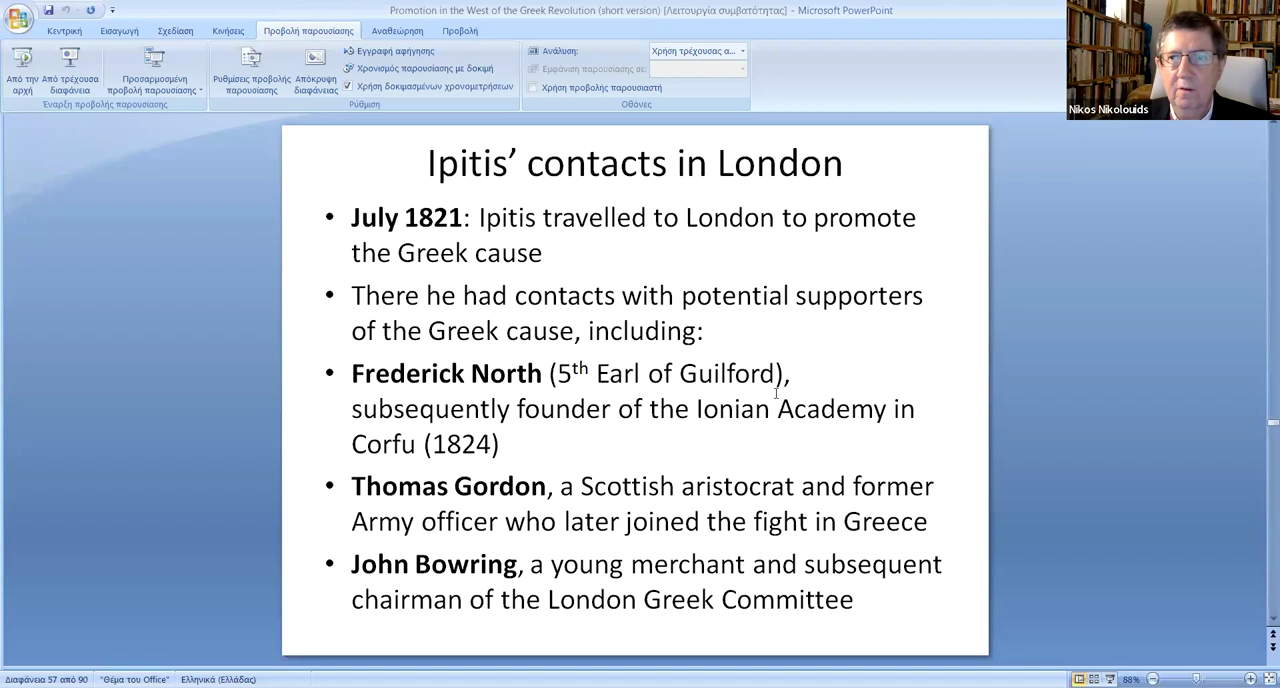 Promotion in the West of the Greek Revolution (short version) [Λειτουργία συμβατότητας] - Microsoft PowerPoint
Κεντρική Εισαγωγή Σχεδίαση Κινήσεις Προβολή παρουσίασης Αναθεώρηση Προβολή
Από την αρχή
Από τρέχουσα διαφάνεια
Προσαρμοσμένη προβολή παρουσίασης
Έναρξη προβολής παρουσίασης
Ρυθμίσεις προβολής παρουσίασης
Απόκρυψη διαφάνειας
Εγγραφή αφήγησης
Χρονισμός παρουσίασης με δοκιμή
Χρήση δοκιμασμένων χρονομετρήσεων
Ρύθμιση
Ανάλυση: Χρήση τρέχουσας α...
Εμφάνιση παρουσίασης σε:
Χρήση προβολής παρουσιαστή
Οθόνες
Nikos Nikolouids
Ipitis’ contacts in London
• July 1821: Ipitis travelled to London to promote
the Greek cause
• There he had contacts with potential supporters
of the Greek cause, including:
• Frederick North (5th Earl of Guilford),
subsequently founder of the Ionian Academy in
Corfu (1824)
• Thomas Gordon, a Scottish aristocrat and former
Army officer who later joined the fight in Greece
• John Bowring, a young merchant and subsequent
chairman of the London Greek Committee
Διαφάνεια 57 από 90 "Θέμα του Office" Ελληνικά (Ελλάδας) 88%